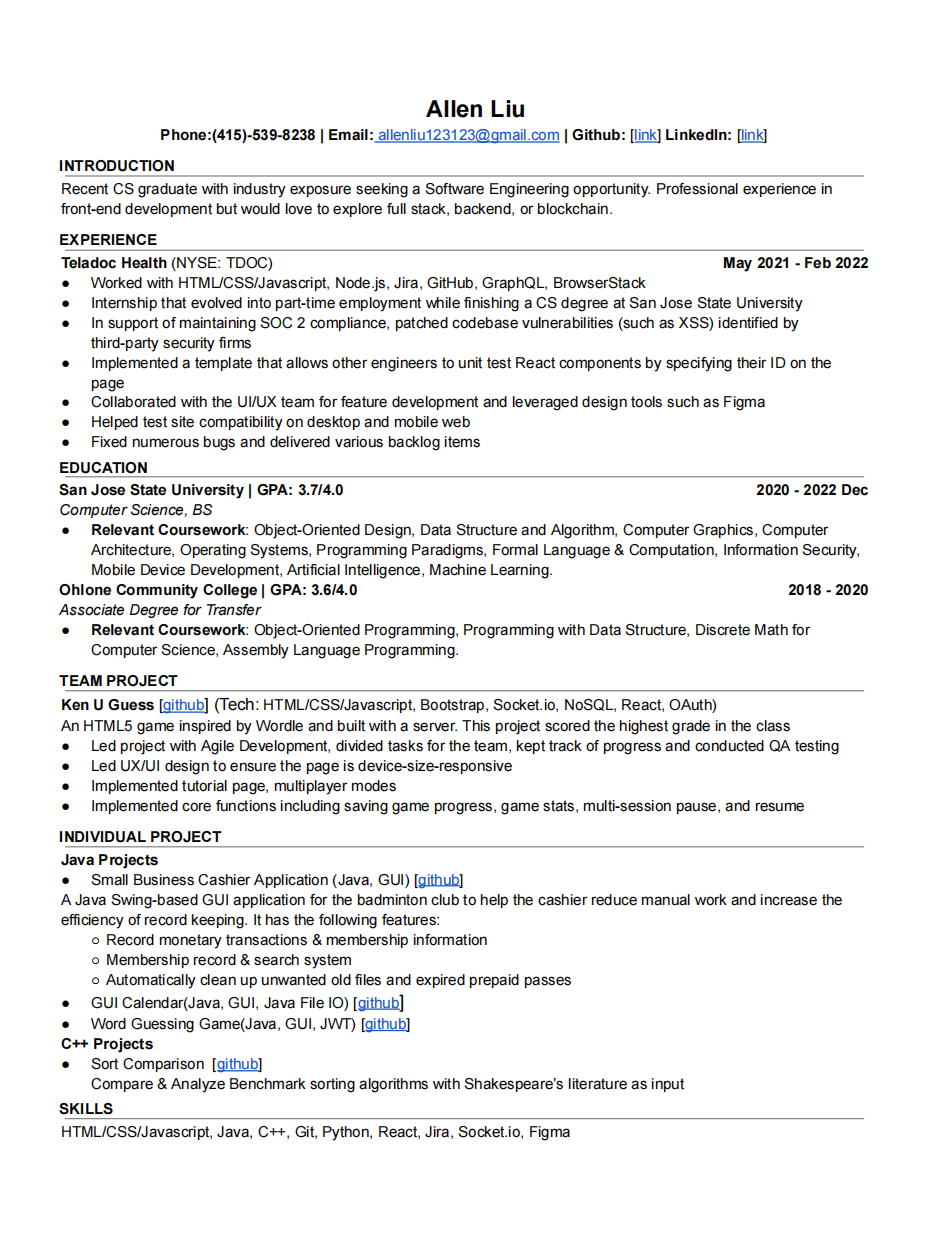 Allen Liu
Phone:(415)-539-8238 | Email: allenliu123123@gmail.com | Github: [link] LinkedIn: [link]
INTRODUCTION
Recent CS graduate with industry exposure seeking a Software Engineering opportunity. Professional experience in
front-end development but would love to explore full stack, backend, or blockchain.
EXPERIENCE
Teladoc Health (NYSE: TDOC) May 2021 - Feb 2022
● Worked with HTML/CSS/Javascript, Node.js, Jira, GitHub, GraphQL, BrowserStack
● Internship that evolved into part-time employment while finishing a CS degree at San Jose State University
● In support of maintaining SOC 2 compliance, patched codebase vulnerabilities (such as XSS) identified by
third-party security firms
● Implemented a template that allows other engineers to unit test React components by specifying their ID on the
page
● Collaborated with the UI/UX team for feature development and leveraged design tools such as Figma
● Helped test site compatibility on desktop and mobile web
● Fixed numerous bugs and delivered various backlog items
EDUCATION
San Jose State University | GPA: 3.7/4.0 2020 - 2022 Dec
Computer Science, BS
● Relevant Coursework: Object-Oriented Design, Data Structure and Algorithm, Computer Graphics, Computer
Architecture, Operating Systems, Programming Paradigms, Formal Language & Computation, Information Security,
Mobile Device Development, Artificial Intelligence, Machine Learning.
Ohlone Community College | GPA: 3.6/4.0 2018 - 2020
Associate Degree for Transfer
● Relevant Coursework: Object-Oriented Programming, Programming with Data Structure, Discrete Math for
Computer Science, Assembly Language Programming.
TEAM PROJECT
Ken U Guess [github] (Tech: HTML/CSS/Javascript, Bootstrap, Socket.io, NoSQL, React, OAuth)
An HTML5 game inspired by Wordle and built with a server. This project scored the highest grade in the class
● Led project with Agile Development, divided tasks for the team, kept track of progress and conducted QA testing
● Led UX/UI design to ensure the page is device-size-responsive
● Implemented tutorial page, multiplayer modes
● Implemented core functions including saving game progress, game stats, multi-session pause, and resume
INDIVIDUAL PROJECT
Java Projects
● Small Business Cashier Application (Java, GUI) [github]
A Java Swing-based GUI application for the badminton club to help the cashier reduce manual work and increase the
efficiency of record keeping. It has the following features:
○ Record monetary transactions & membership information
○ Membership record & search system
○ Automatically clean up unwanted old files and expired prepaid passes
● GUI Calendar(Java, GUI, Java File IO) [github]
● Word Guessing Game(Java, GUI, JWT) [github]
C++ Projects
● Sort Comparison [github]
Compare & Analyze Benchmark sorting algorithms with Shakespeare's literature as input
SKILLS
HTML/CSS/Javascript, Java, C++, Git, Python, React, Jira, Socket.io, Figma